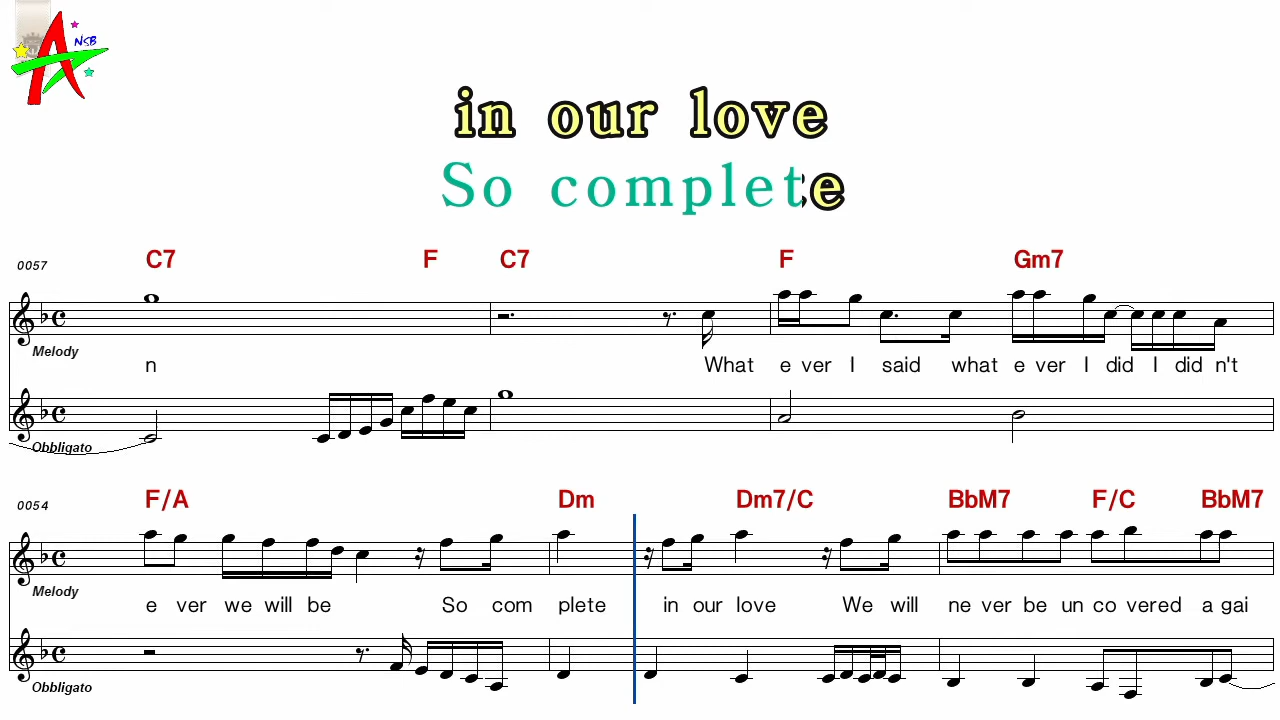 NSB
in our love
So complete
0057 C7 F C7 F Gm7
Melody
n What e ver I said what e ver I did I did n't
Obbligato
0054 F/A Dm Dm7/C BbM7 F/C BbM7
Melody
e ver we will be So com plete in our love We will ne ver be un co vered a gai
Obbligato